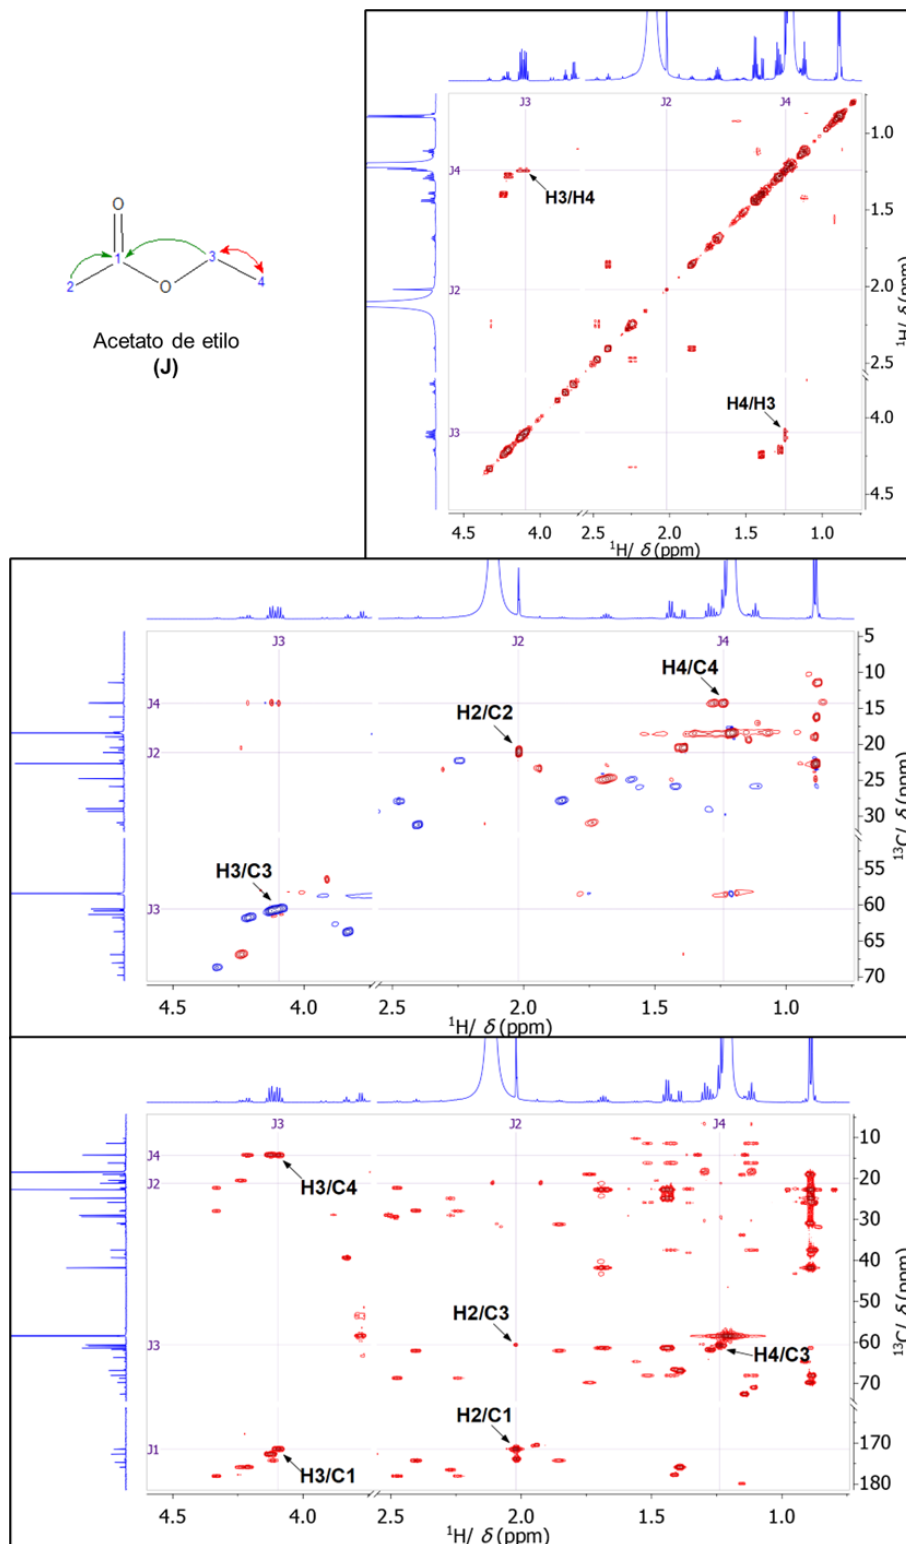 O
1
3
2
O
4
Acetato de etilo
(J)
J3 J2 J4
J4
J2
J3
H3/H4
H4/H3
1.0
1.5
2.0
2.5
4.0
4.5
¹H/ δ (ppm)
4.5 4.0 2.5 2.0 1.5 1.0
¹H/ δ (ppm)
J3 J2 J4
J4
J2
J3
H4/C4
H2/C2
H3/C3
5
10
15
20
25
30
55
60
65
70
¹³C/ δ (ppm)
4.5 4.0 2.5 2.0 1.5 1.0
¹H/ δ (ppm)
J3 J2 J4
J4
J2
J3
J1
H3/C4
H2/C3
H4/C3
H2/C1
H3/C1
10
20
30
40
50
60
70
170
180
¹³C/ δ (ppm)
4.5 4.0 2.5 2.0 1.5 1.0
¹H/ δ (ppm)